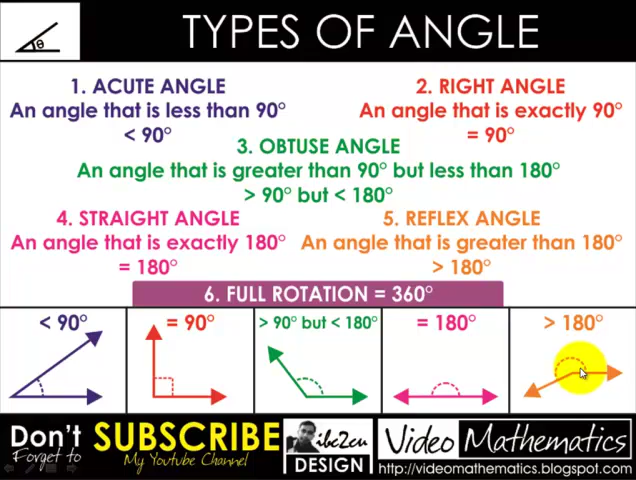 θ
TYPES OF ANGLE
1. ACUTE ANGLE
An angle that is less than 90°
< 90°
2. RIGHT ANGLE
An angle that is exactly 90°
= 90°
3. OBTUSE ANGLE
An angle that is greater than 90° but less than 180°
> 90° but < 180°
4. STRAIGHT ANGLE
An angle that is exactly 180°
= 180°
5. REFLEX ANGLE
An angle that is greater than 180°
> 180°
6. FULL ROTATION = 360°
< 90°
= 90°
> 90° but < 180°
= 180°
> 180°
Don't
Forget to
SUBSCRIBE
My Youtube Channel
ibc2cu
DESIGN
Video Mathematics
http://videomathematics.blogspot.com